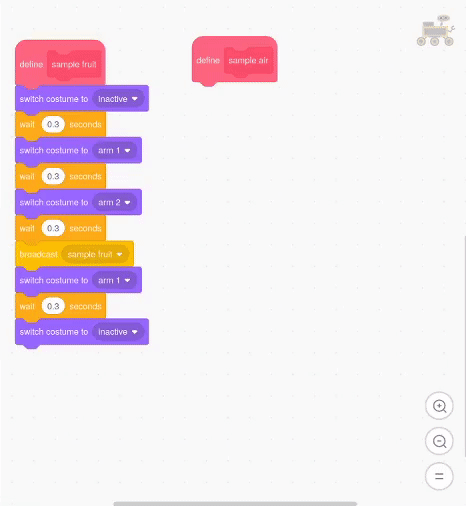 define sample fruit
define sample air
switch costume to inactive
wait 0.3 seconds
switch costume to arm 1
wait 0.3 seconds
switch costume to arm 2
wait 0.3 seconds
broadcast sample fruit
switch costume to arm 1
wait 0.3 seconds
switch costume to inactive